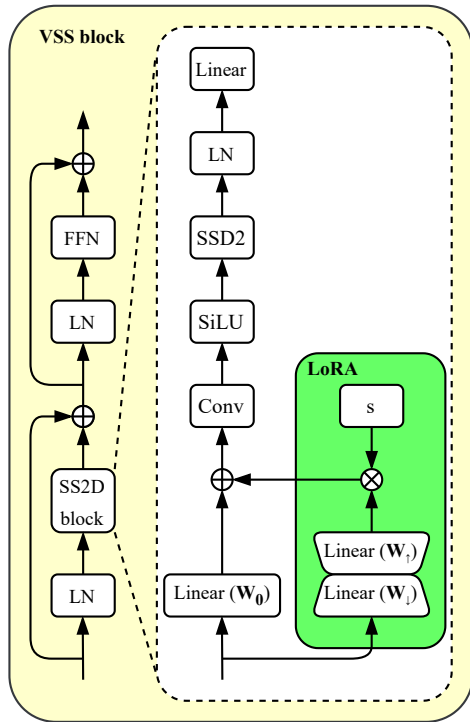 VSS block
FFN
LN
SS2D
block
LN
Linear
LN
SSD2
SiLU
Conv
Linear (W₀)
LoRA
s
Linear (W↑)
Linear (W↓)